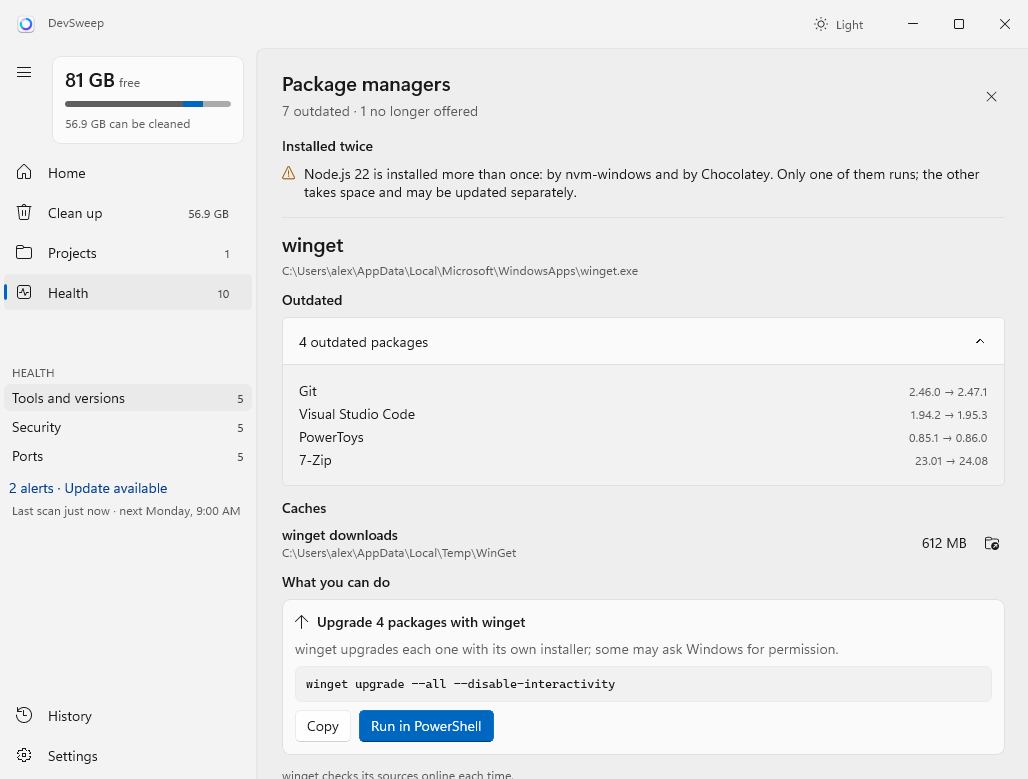 DevSweep
Light
81 GB free
56.9 GB can be cleaned
Home
Clean up 56.9 GB
Projects 1
Health 10
HEALTH
Tools and versions 5
Security 5
Ports 5
2 alerts · Update available
Last scan just now · next Monday, 9:00 AM
History
Settings
Package managers
7 outdated · 1 no longer offered
Installed twice
Node.js 22 is installed more than once: by nvm-windows and by Chocolatey. Only one of them runs; the other
takes space and may be updated separately.
winget
C:\Users\alex\AppData\Local\Microsoft\WindowsApps\winget.exe
Outdated
4 outdated packages
Git 2.46.0 → 2.47.1
Visual Studio Code 1.94.2 → 1.95.3
PowerToys 0.85.1 → 0.86.0
7-Zip 23.01 → 24.08
Caches
winget downloads
C:\Users\alex\AppData\Local\Temp\WinGet
612 MB
What you can do
Upgrade 4 packages with winget
winget upgrades each one with its own installer; some may ask Windows for permission.
winget upgrade --all --disable-interactivity
Copy
Run in PowerShell
winget checks its sources online each time.